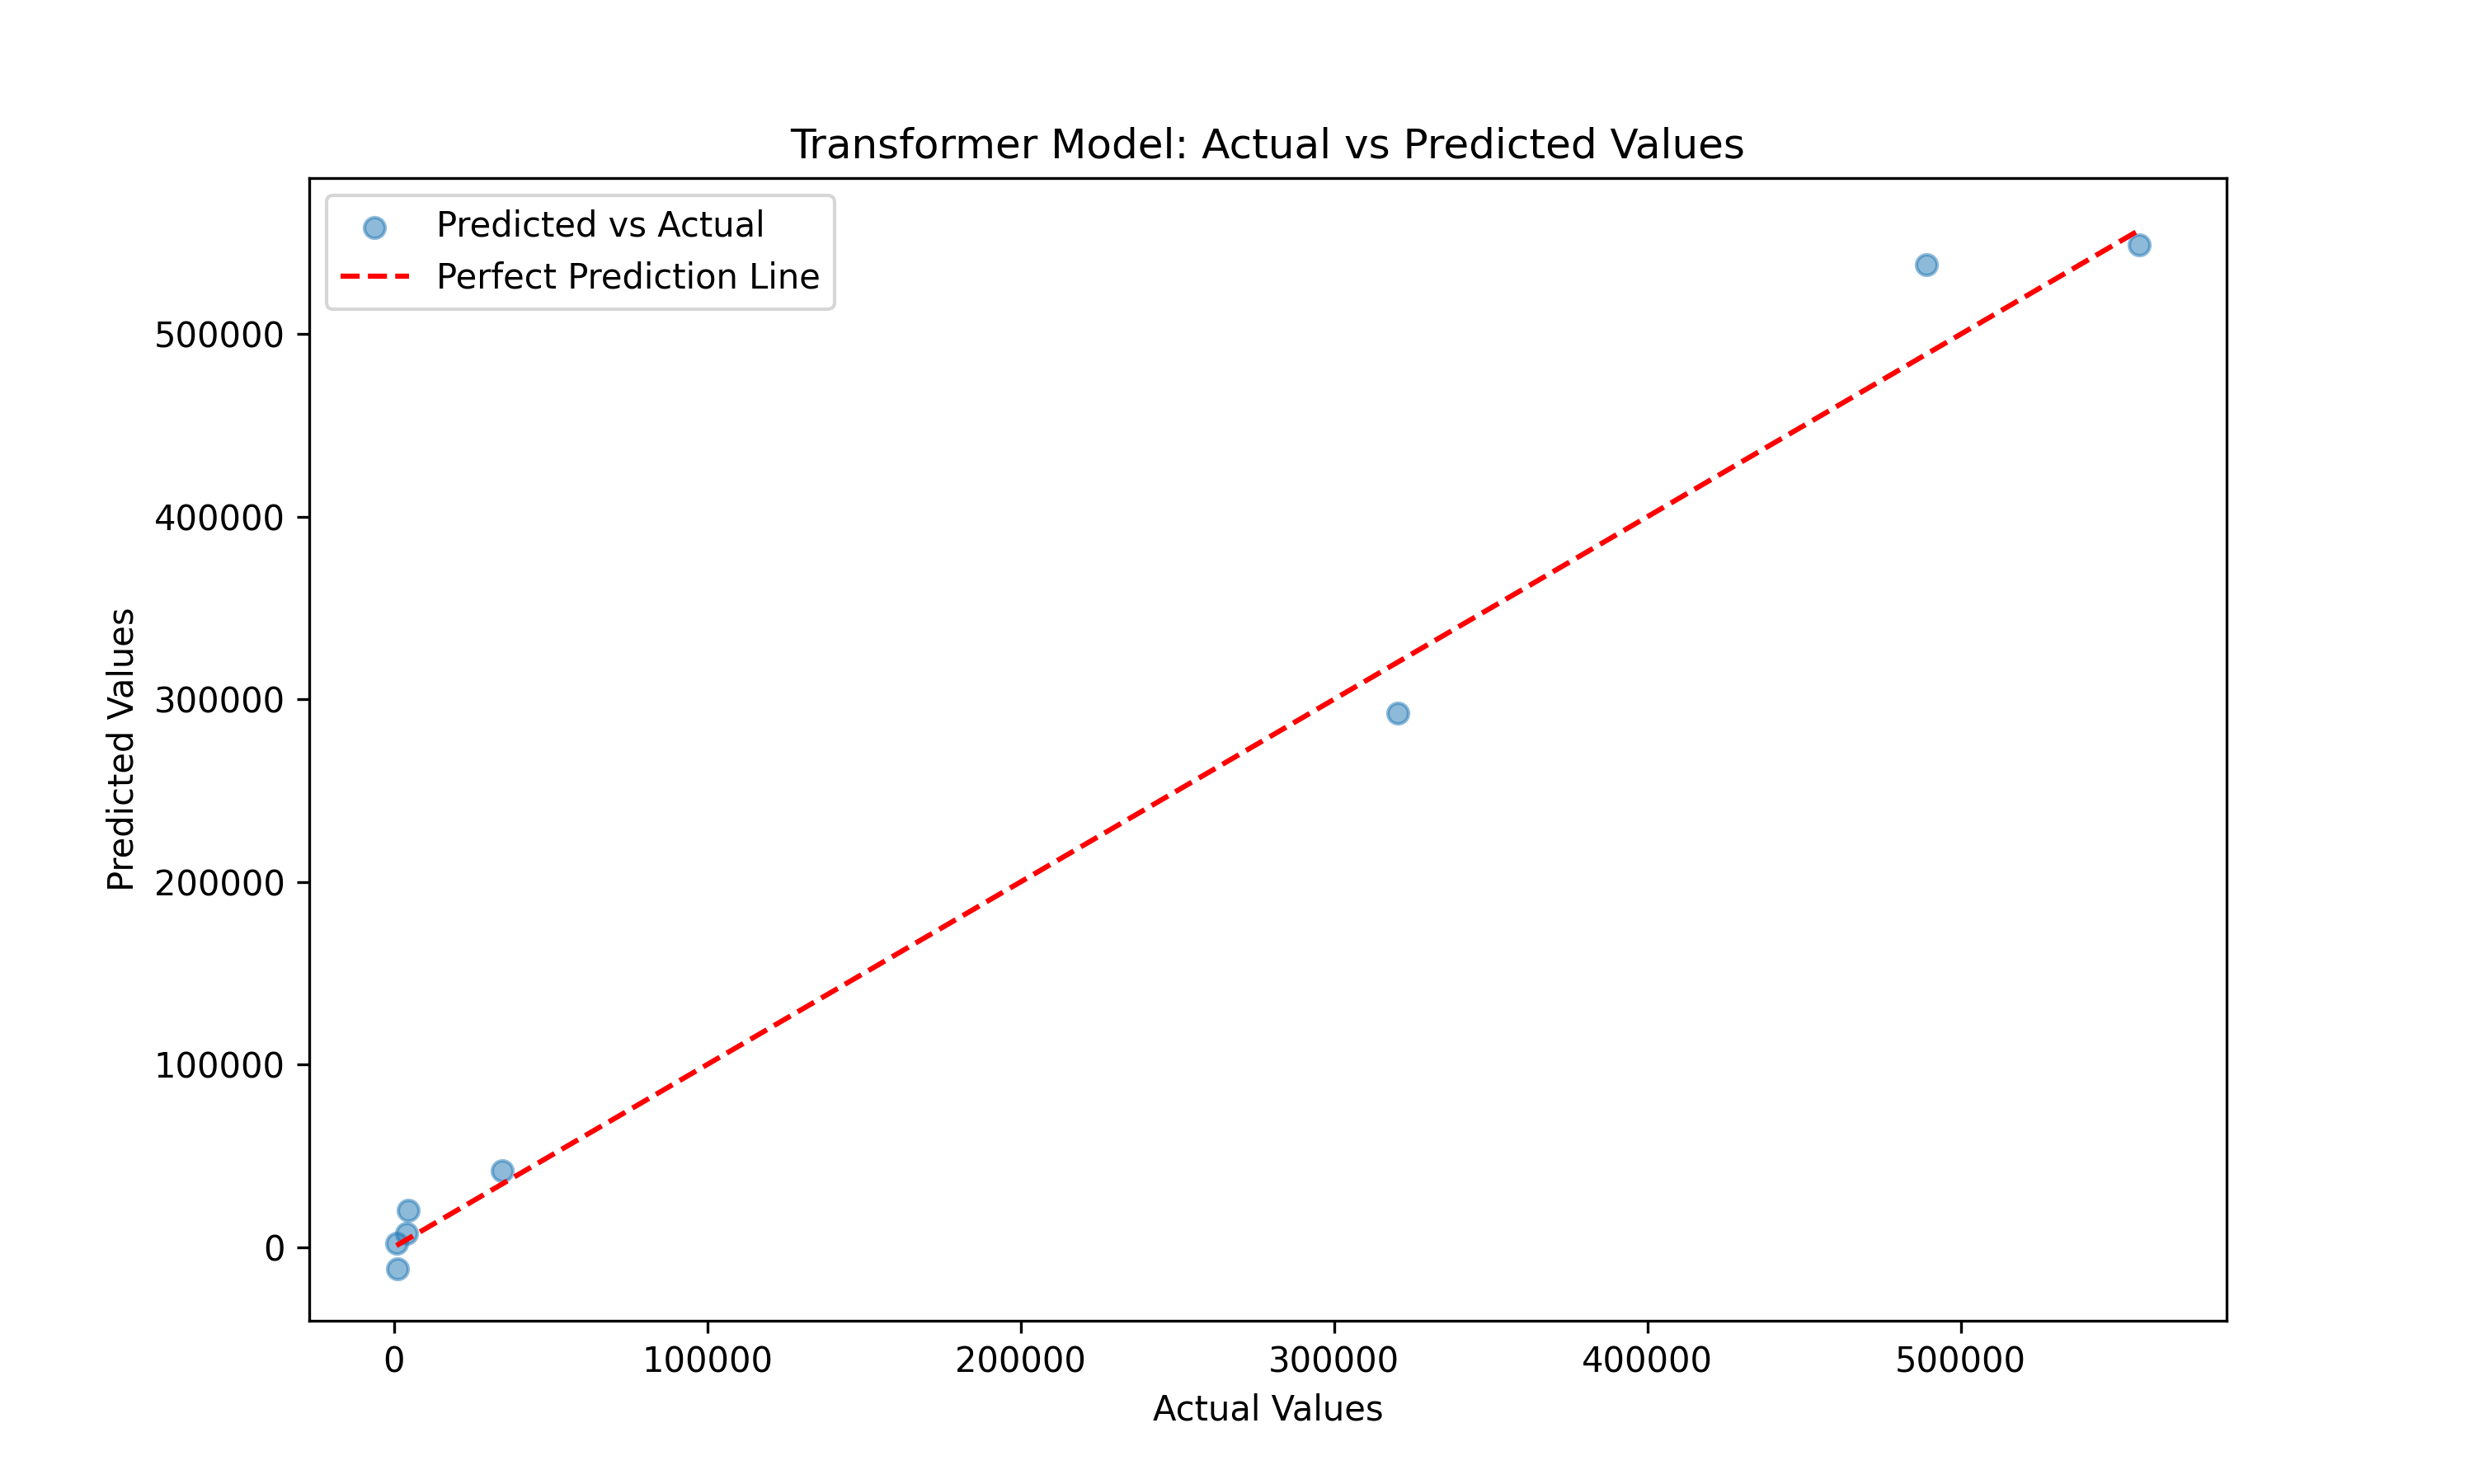 Transformer Model: Actual vs Predicted Values
Predicted vs Actual
Perfect Prediction Line
500000
400000
300000
200000
100000
0
Predicted Values
0 100000 200000 300000 400000 500000
Actual Values